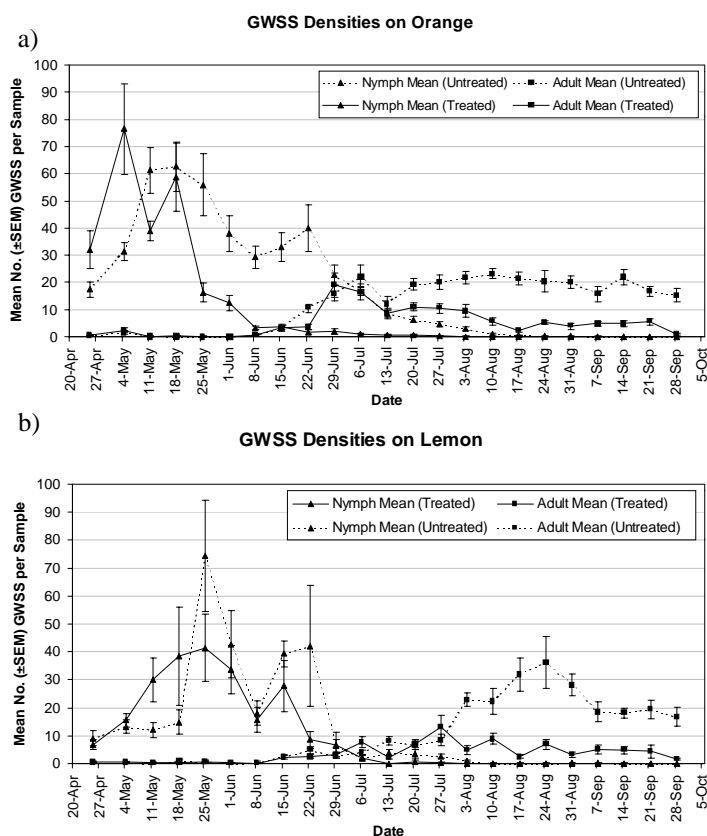 a)
GWSS Densities on Orange
Nymph Mean (Untreated) Adult Mean (Untreated)
Nymph Mean (Treated) Adult Mean (Treated)
Mean No. (±SEM) GWSS per Sample
100
90
80
70
60
50
40
30
20
10
0
20-Apr 27-Apr 4-May 11-May 18-May 25-May 1-Jun 8-Jun 15-Jun 22-Jun 29-Jun 6-Jul 13-Jul 20-Jul 27-Jul 3-Aug 10-Aug 17-Aug 24-Aug 31-Aug 7-Sep 14-Sep 21-Sep 28-Sep 5-Oct
Date
b)
GWSS Densities on Lemon
Nymph Mean (Treated) Adult Mean (Treated)
Nymph Mean (Untreated) Adult Mean (Untreated)
Mean No. (±SEM) GWSS per Sample
100
90
80
70
60
50
40
30
20
10
0
20-Apr 27-Apr 4-May 11-May 18-May 25-May 1-Jun 8-Jun 15-Jun 22-Jun 29-Jun 6-Jul 13-Jul 20-Jul 27-Jul 3-Aug 10-Aug 17-Aug 24-Aug 31-Aug 7-Sep 14-Sep 21-Sep 28-Sep 5-Oct
Date